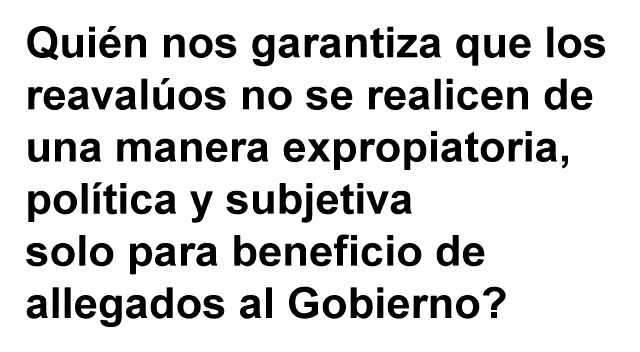 Quién nos garantiza que los
reavalúos no se realicen de
una manera expropiatoria,
política y subjetiva
solo para beneficio de
allegados al Gobierno?